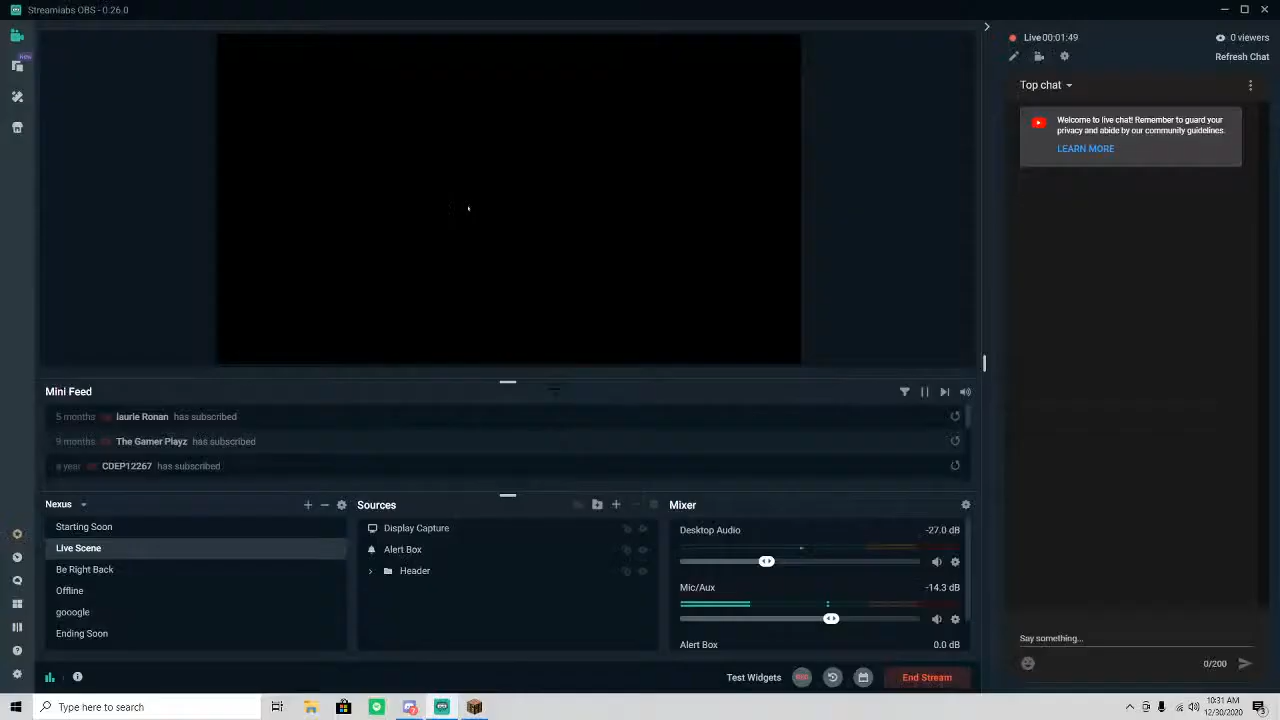 Streamlabs OBS - 0.26.0
Live 00:01:49
0 viewers
Refresh Chat
Top chat
Welcome to live chat! Remember to guard your
privacy and abide by our community guidelines.
LEARN MORE
Mini Feed
5 months laurie Ronan has subscribed
9 months The Gamer Playz has subscribed
a year CDEP12267 has subscribed
Nexus
Starting Soon
Live Scene
Be Right Back
Offline
gooogle
Ending Soon
Sources
Display Capture
Alert Box
Header
Mixer
Desktop Audio -27.0 dB
Mic/Aux -14.3 dB
Alert Box 0.0 dB
Say something...
0/200
Test Widgets
REC
End Stream
Type here to search
10:31 AM
12/30/2020